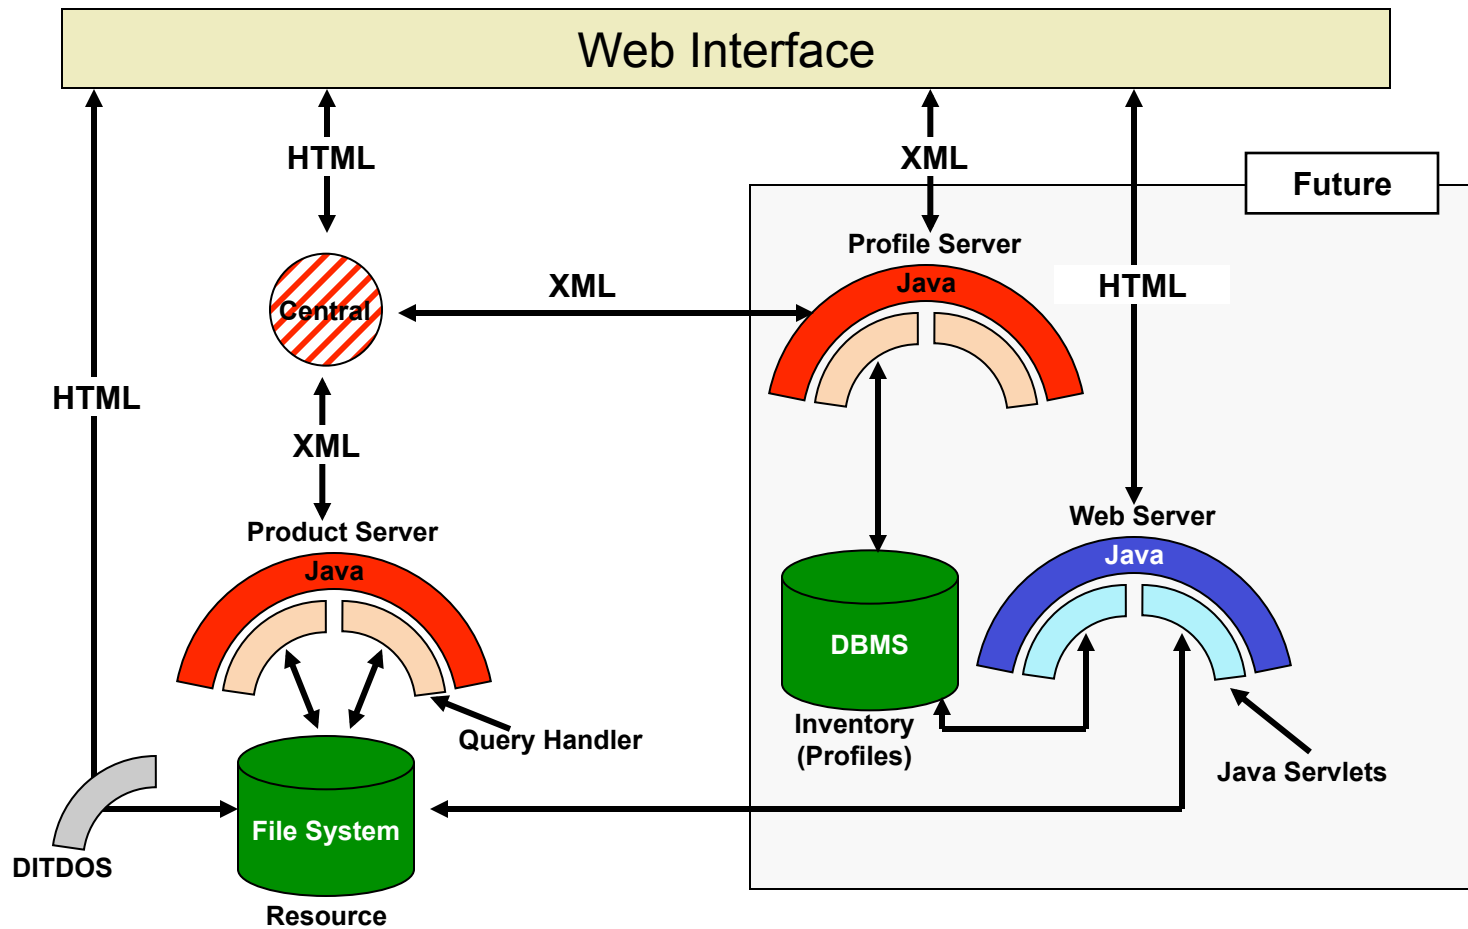 Web Interface
HTML
XML
Future
Profile Server
Java
XML
HTML
Central
HTML
XML
Product Server
Java
Web Server
Java
DBMS
Inventory
(Profiles)
Query Handler
Java Servlets
File System
DITDOS
Resource